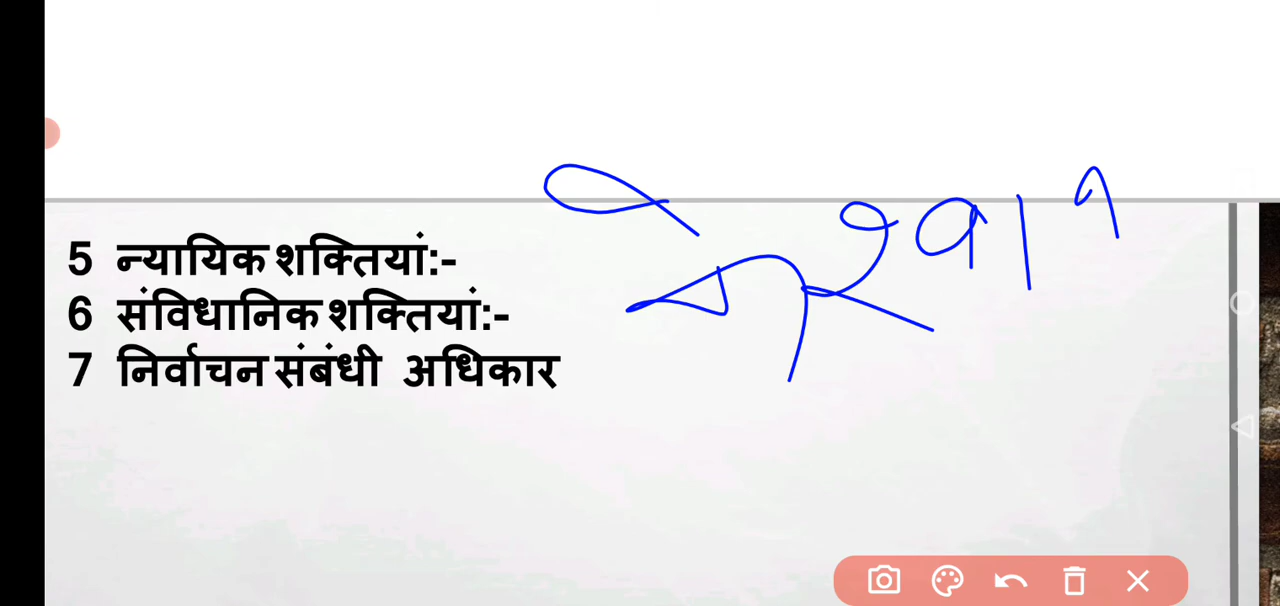 5 न्यायिक शक्तियां:-
6 संविधानिक शक्तियां:-
7 निर्वाचन संबंधी अधिकार